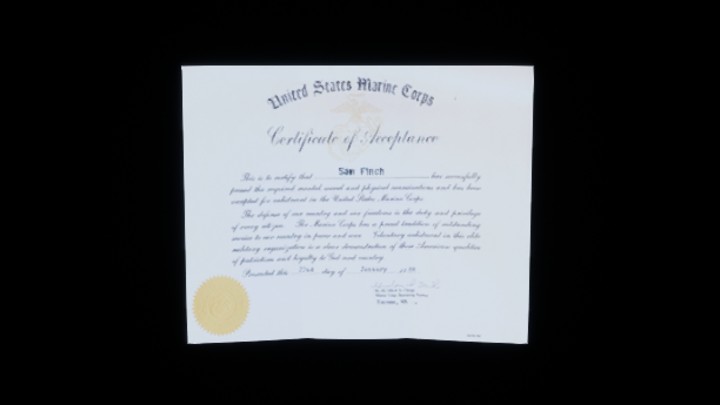 United States Marine Corps
Certificate of Acceptance
This is to certify that Sam Finch has successfully
passed the required mental, moral and physical examinations and has been
accepted for enlistment in the United States Marine Corps
The defense of our country and our freedom is the duty and privilege
of every citizen. The Marine Corps has a proud tradition of outstanding
service to our country in peace and war. Voluntary enlistment in this elite
military organization is a clear demonstration of those American qualities
of patriotism and loyalty to God and country.
Presented this day of January